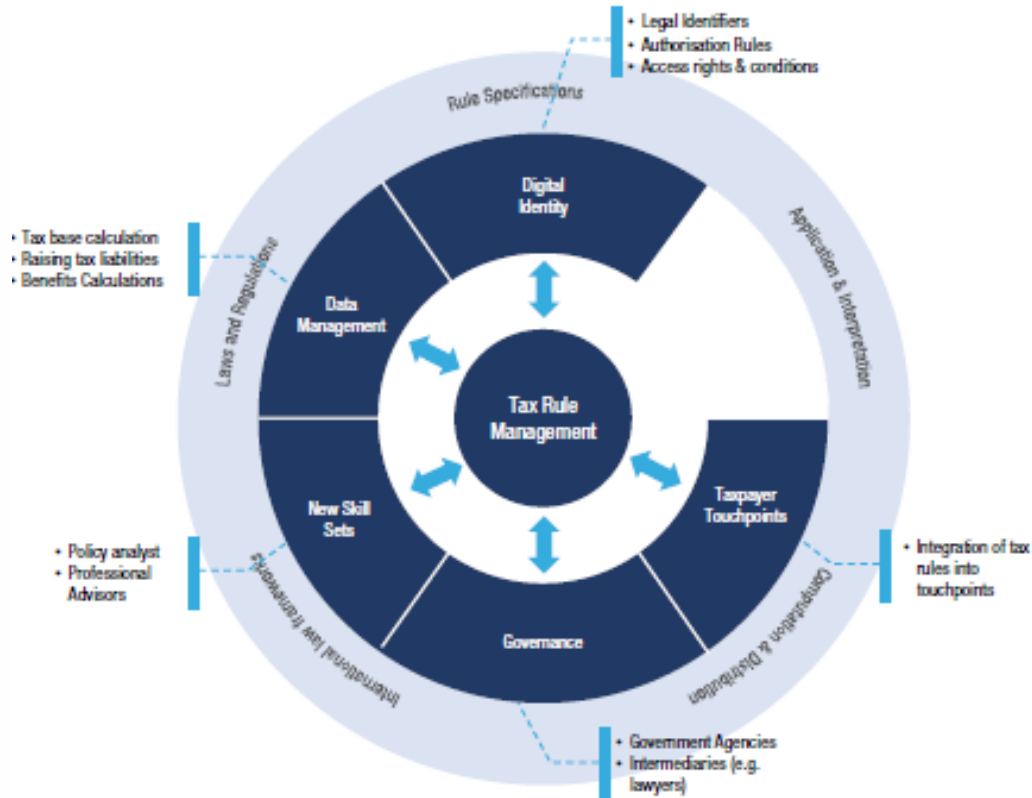 • Legal Identifiers
• Authorisation Rules
• Access rights & conditions
Rule Specifications
Digital
Identity
Application & Interpretation
• Tax base calculation
• Raising tax liabilities
• Benefits Calculations
Laws and Regulations
Data
Management
Tax Rule
Management
New Skill
Sets
Taxpayer
Touchpoints
• Policy analyst
• Professional
Advisors
• Integration of tax
rules into
touchpoints
International law frameworks
Governance
Computation & Distribution
• Government Agencies
• Intermediaries (e.g.
lawyers)